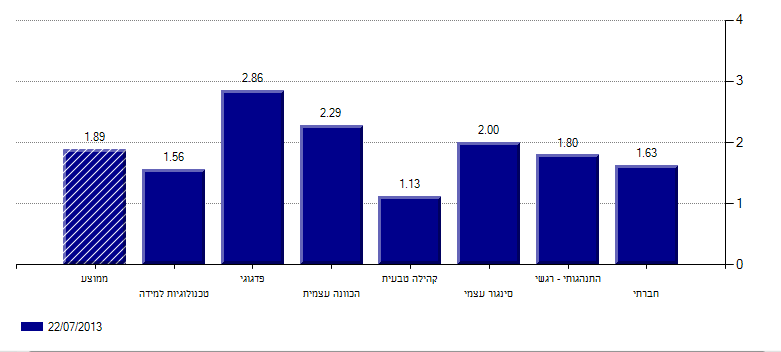 4
3
2
1
0
2.86
2.29
2.00
1.89
1.80
1.63
1.56
1.13
התנהגותי - רגשי
קהילה טבעית
פדגוגי
ממוצע
חברתי
סינגור עצמי
הכוונה עצמית
טכנולוגיות למידה
22/07/2013